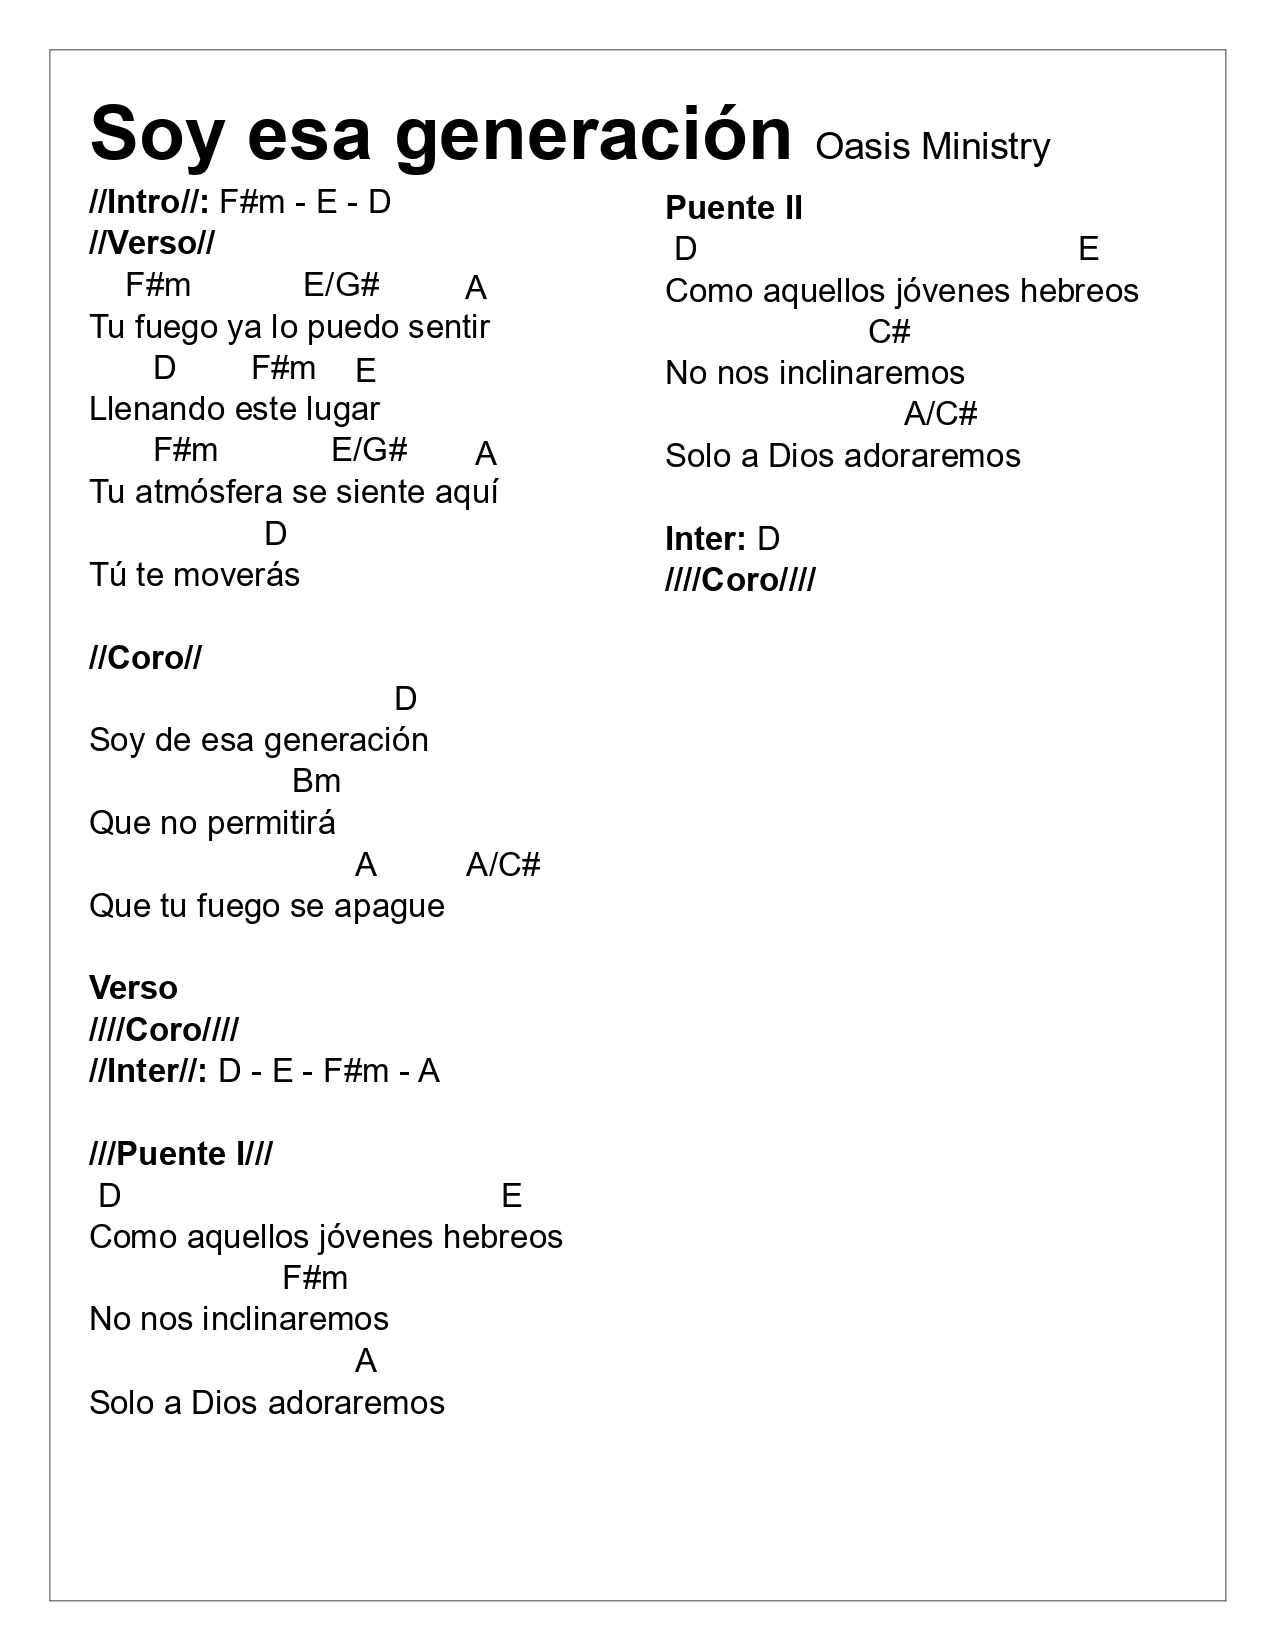 Soy esa generación Oasis Ministry
//Intro//: F#m - E - D
//Verso//
F#m E/G# A
Tu fuego ya lo puedo sentir
D F#m E
Llenando este lugar
F#m E/G# A
Tu atmósfera se siente aquí
D
Tú te moverás
//Coro//
D
Soy de esa generación
Bm
Que no permitirá
A A/C#
Que tu fuego se apague
Verso
////Coro////
//Inter//: D - E - F#m - A
///Puente I///
D E
Como aquellos jóvenes hebreos
F#m
No nos inclinaremos
A
Solo a Dios adoraremos
Puente II
D E
Como aquellos jóvenes hebreos
C#
No nos inclinaremos
A/C#
Solo a Dios adoraremos
Inter: D
////Coro////